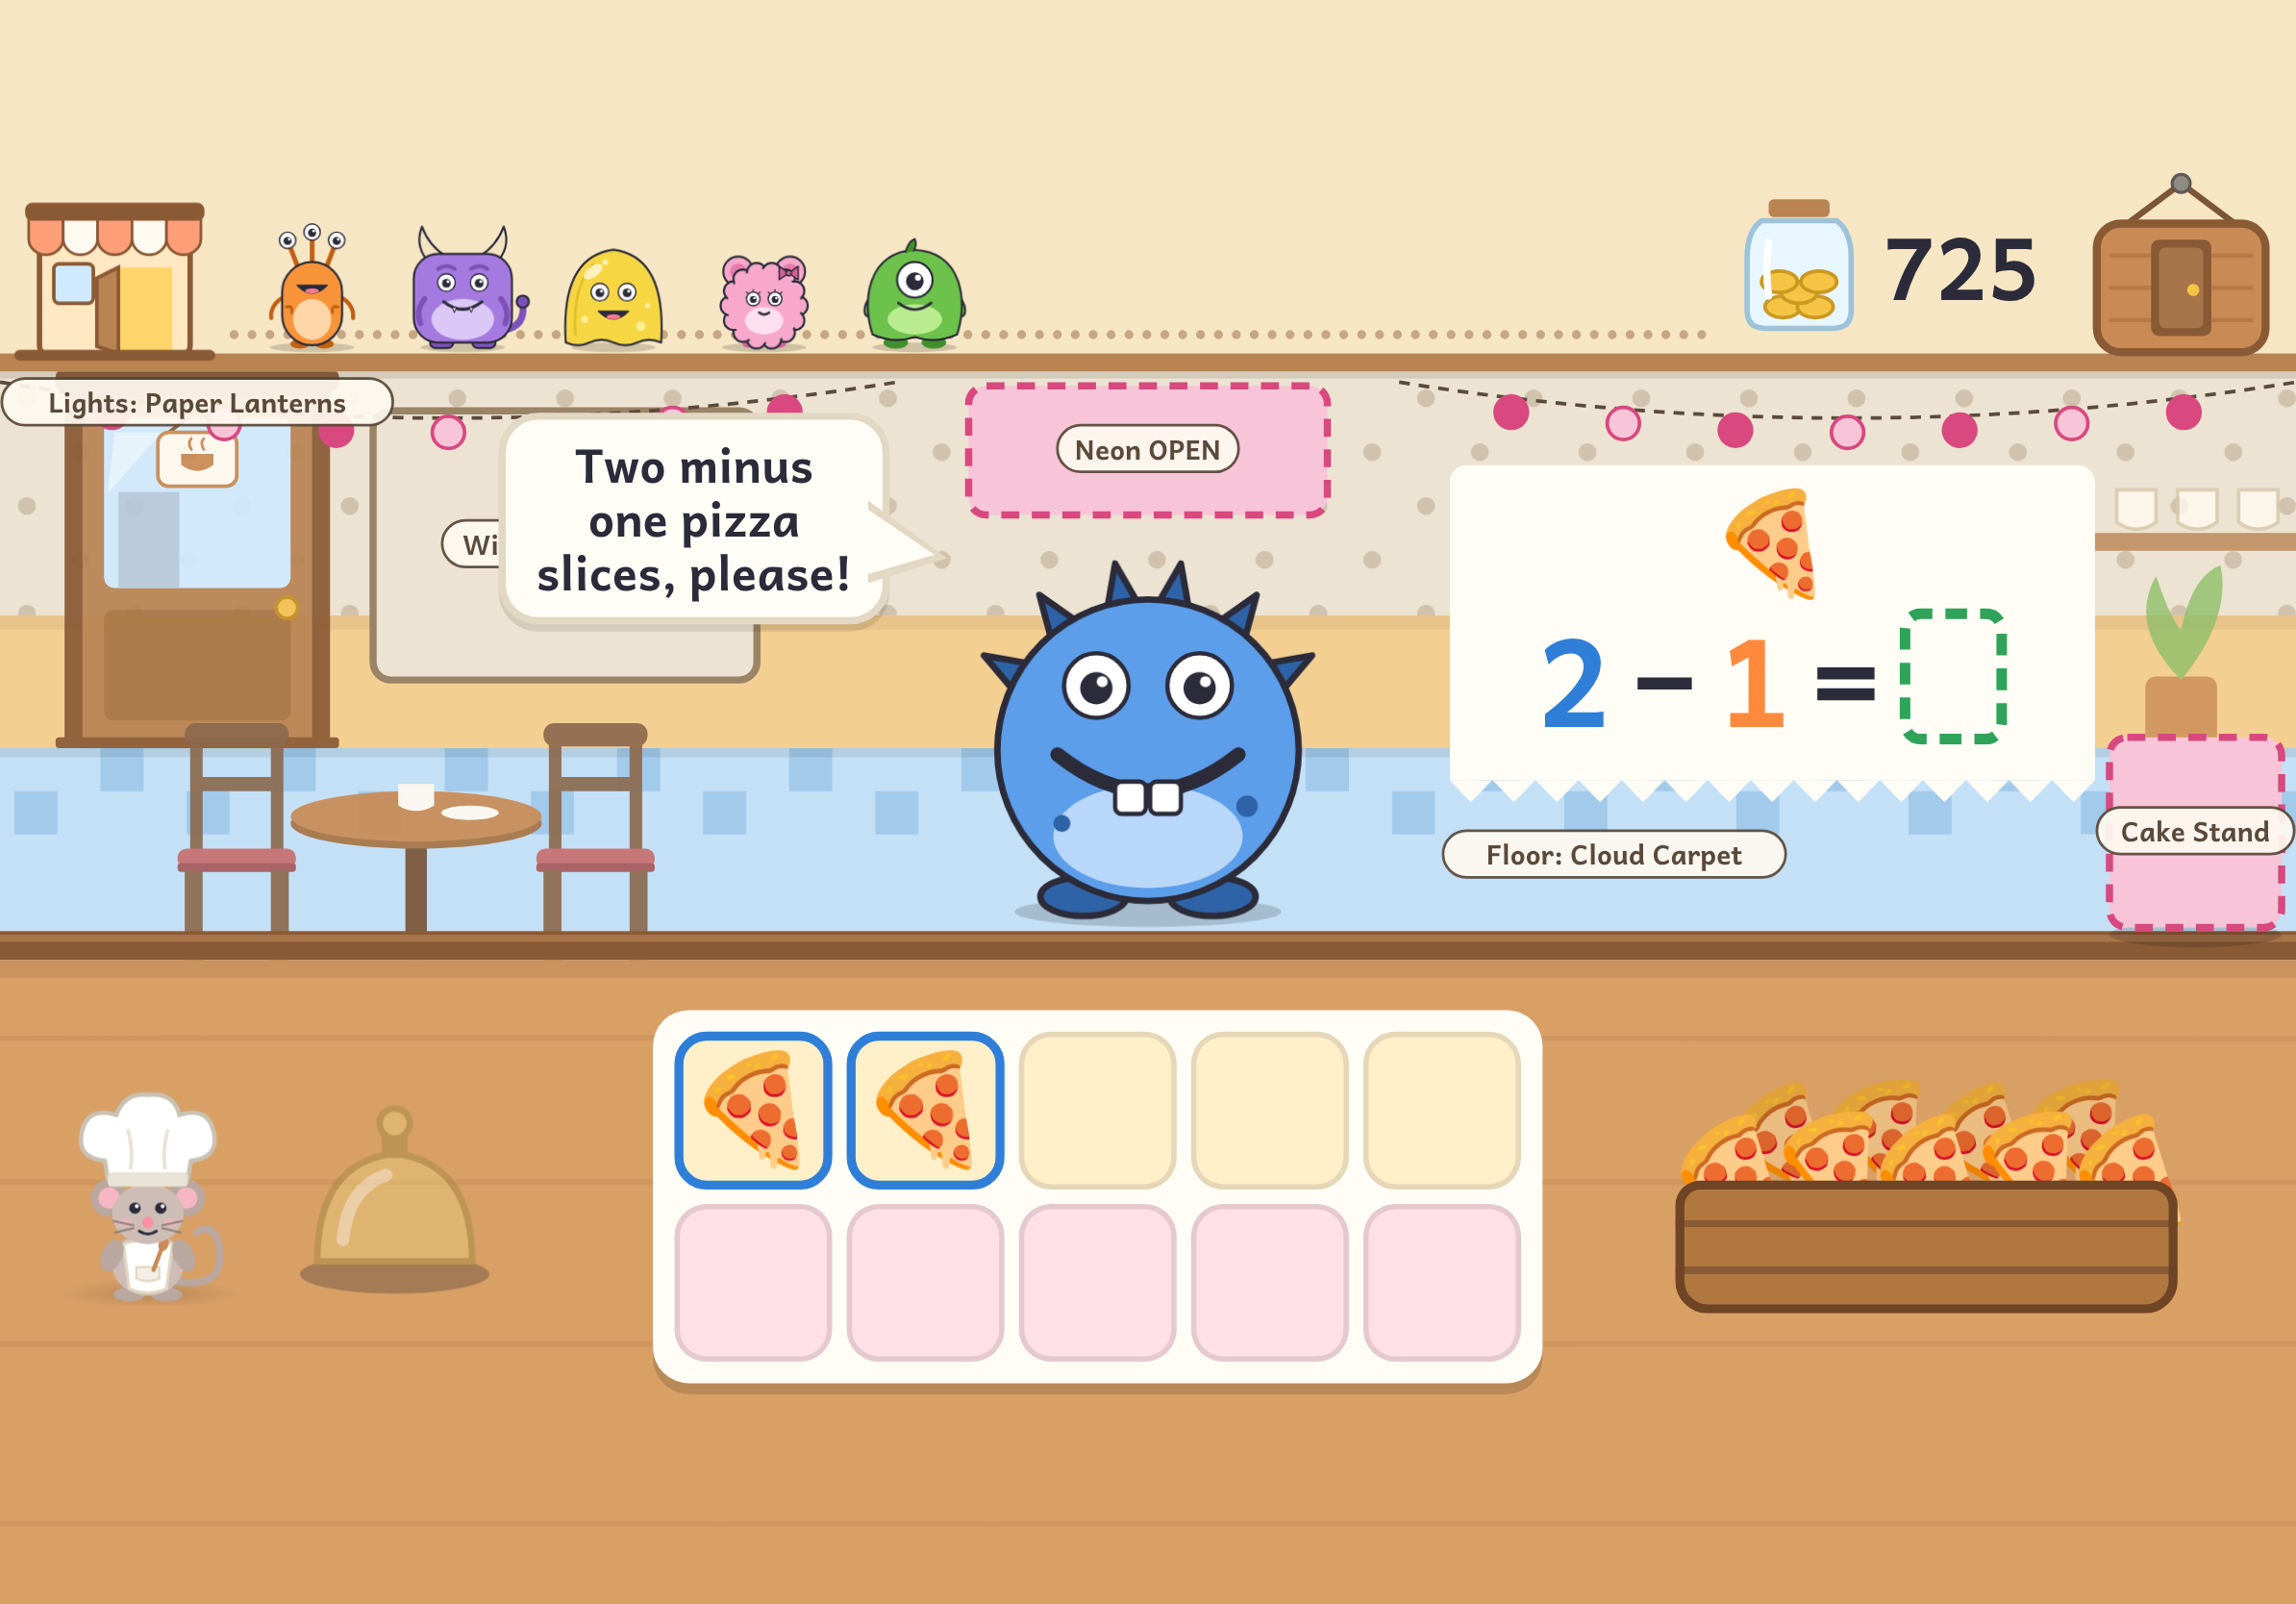 725
Lights: Paper Lanterns
Neon OPEN
Two minus
one pizza
slices, please!
2 − 1 =
Floor: Cloud Carpet
Cake Stand